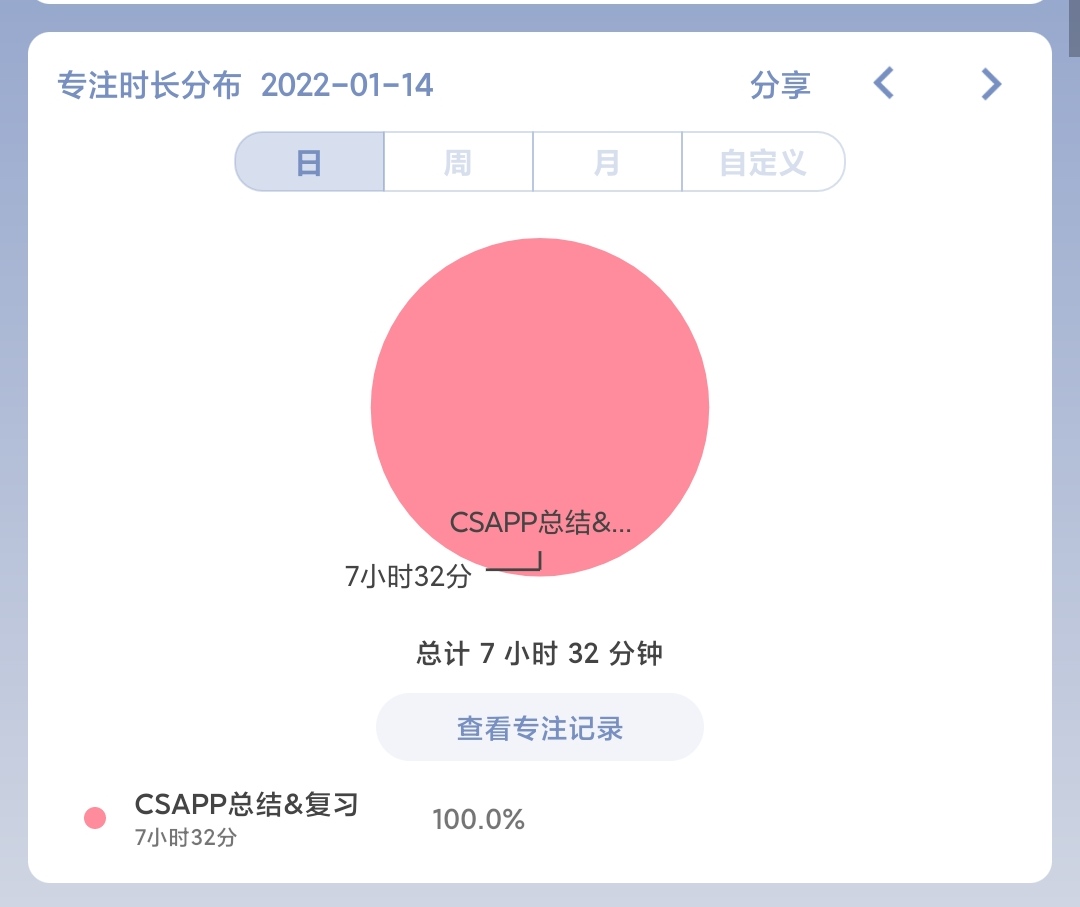 专注时长分布 2022-01-14 分享
日 周 月 自定义
CSAPP总结&...
7小时32分
总计 7 小时 32 分钟
查看专注记录
CSAPP总结&复习 100.0%
7小时32分